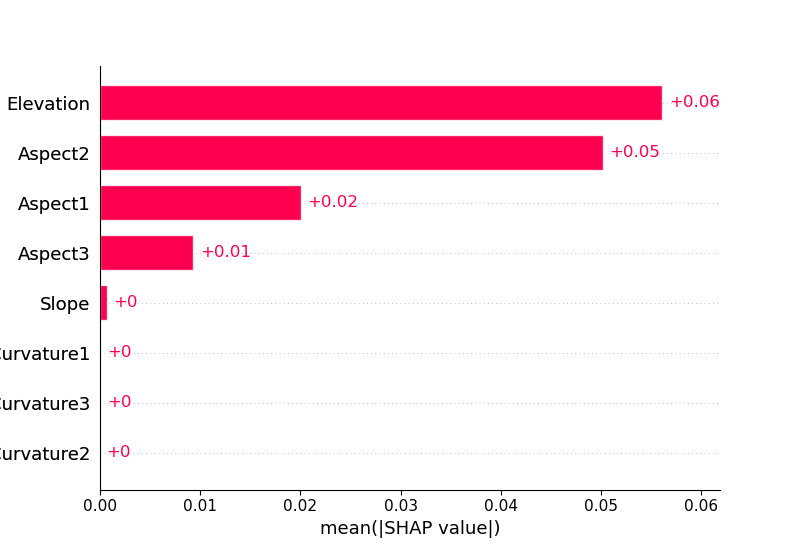 Elevation +0.06
Aspect2 +0.05
Aspect1 +0.02
Aspect3 +0.01
Slope +0
urvature1 +0
urvature3 +0
urvature2 +0
0.00 0.01 0.02 0.03 0.04 0.05 0.06
mean(|SHAP value|)